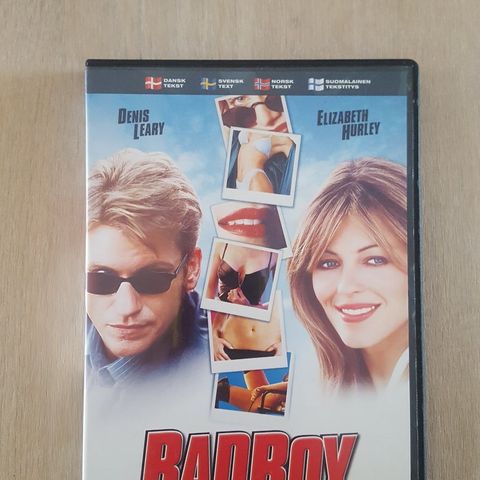 DANSK TEKST
SVENSK TEXT
NORSK TEKST
SUOMALAINEN TEKSTITYS
DENIS LEARY
ELIZABETH HURLEY
BADBOY